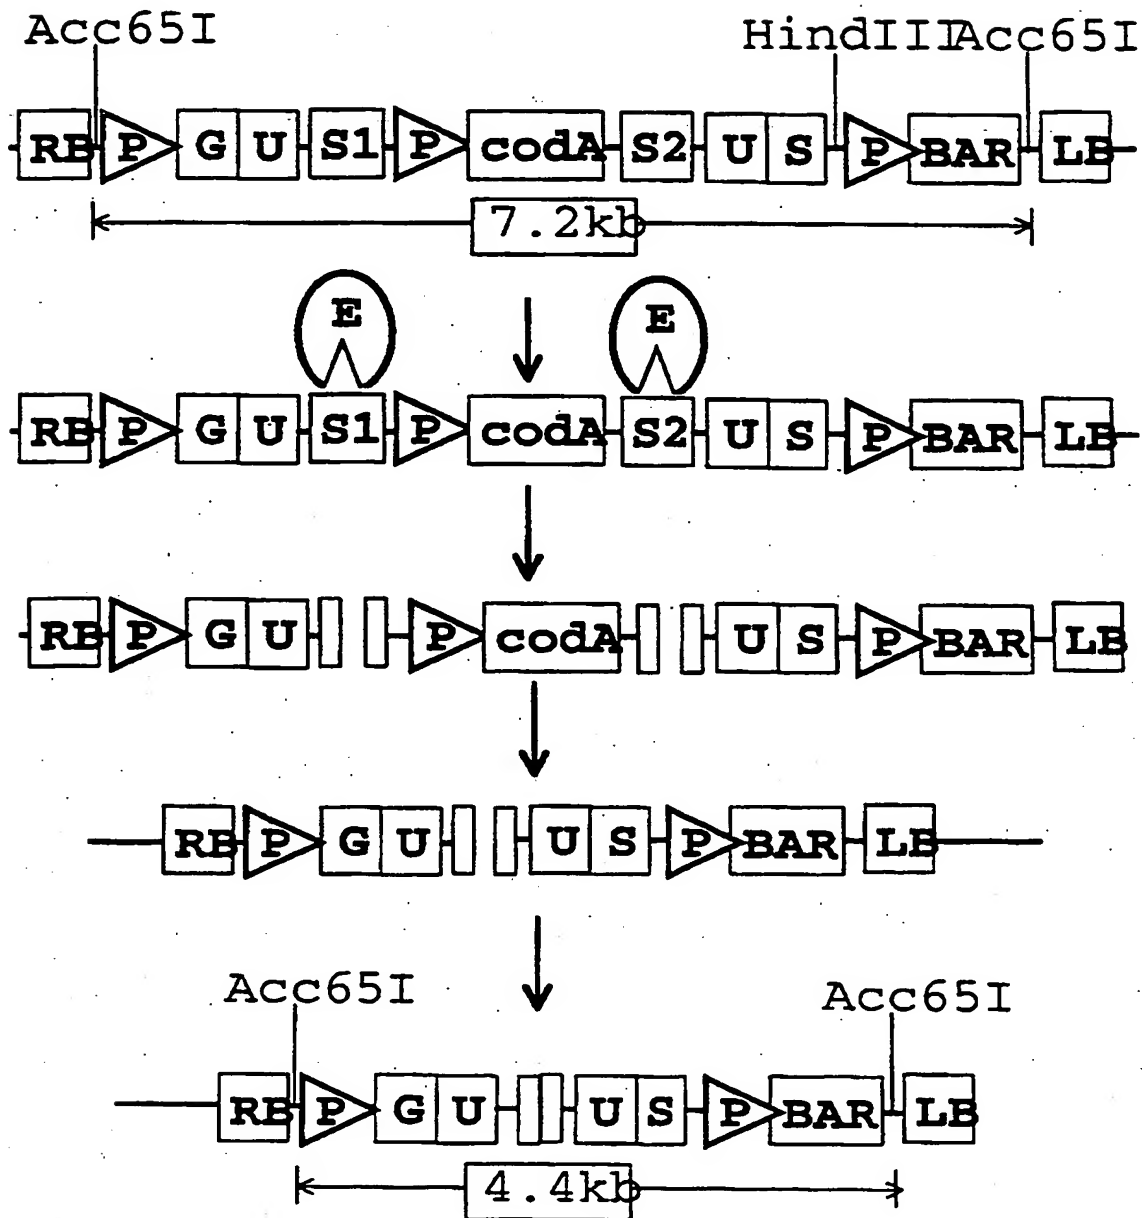 Acc65I HindIII Acc65I
RB P G U S1 P codA S2 U S P BAR LB
7.2kb
E E
RB P G U S1 P codA S2 U S P BAR LB
RB P G U P codA U S P BAR LB
RB P G U U S P BAR LB
Acc65I Acc65I
RB P G U U S P BAR LB
4.4kb